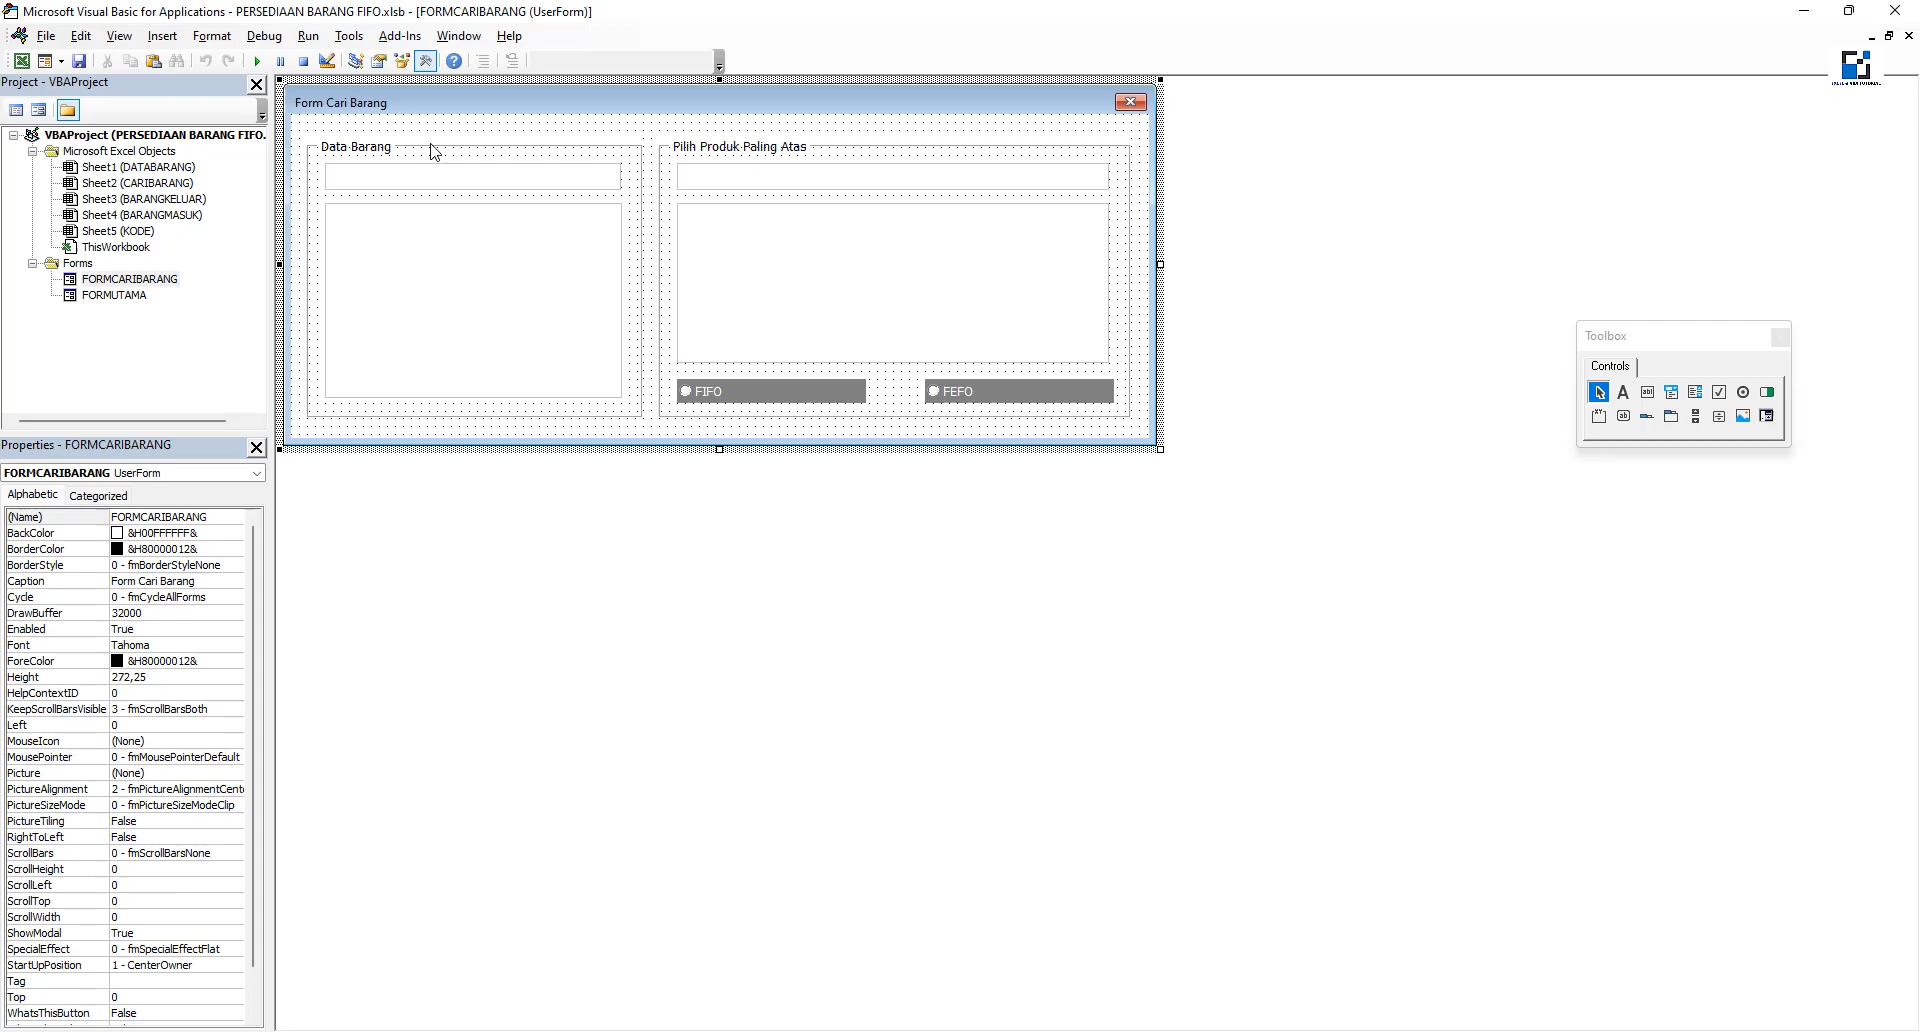 Microsoft Visual Basic for Applications - PERSEDIAAN BARANG FIFO.xlsb - [FORMCARIBARANG (UserForm)]
File Edit View Insert Format Debug Run Tools Add-Ins Window Help
Project - VBAProject
VBAProject (PERSEDIAAN BARANG FIFO.
Microsoft Excel Objects
Sheet1 (DATABARANG)
Sheet2 (CARIBARANG)
Sheet3 (BARANGKELUAR)
Sheet4 (BARANGMASUK)
Sheet5 (KODE)
ThisWorkbook
Forms
FORMCARIBARANG
FORMUTAMA
Properties - FORMCARIBARANG
FORMCARIBARANG UserForm
Alphabetic Categorized
(Name) FORMCARIBARANG
BackColor &H00FFFFFF&
BorderColor &H80000012&
BorderStyle 0 - fmBorderStyleNone
Caption Form Cari Barang
Cycle 0 - fmCycleAllForms
DrawBuffer 32000
Enabled True
Font Tahoma
ForeColor &H80000012&
Height 272,25
HelpContextID 0
KeepScrollBarsVisible 3 - fmScrollBarsBoth
Left 0
MouseIcon (None)
MousePointer 0 - fmMousePointerDefault
Picture (None)
PictureAlignment 2 - fmPictureAlignmentCent
PictureSizeMode 0 - fmPictureSizeModeClip
PictureTiling False
RightToLeft False
ScrollBars 0 - fmScrollBarsNone
ScrollHeight 0
ScrollLeft 0
ScrollTop 0
ScrollWidth 0
ShowModal True
SpecialEffect 0 - fmSpecialEffectFlat
StartUpPosition 1 - CenterOwner
Tag
Top 0
WhatsThisButton False
Form Cari Barang
Data Barang
Pilih Produk Paling Atas
FIFO
FEFO
Toolbox
Controls